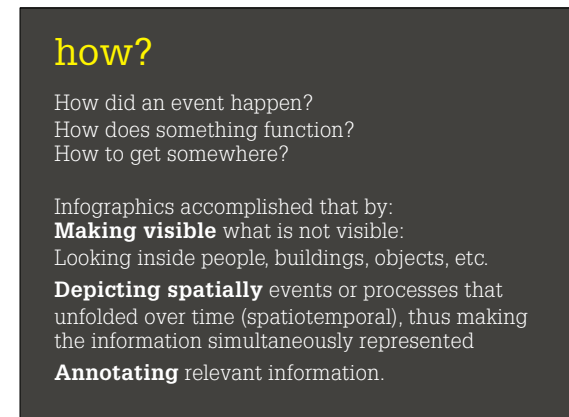 how?
How did an event happen?
How does something function?
How to get somewhere?
Infographics accomplished that by:
Making visible what is not visible:
Looking inside people, buildings, objects, etc.
Depicting spatially events or processes that
unfolded over time (spatiotemporal), thus making
the information simultaneously represented
Annotating relevant information.